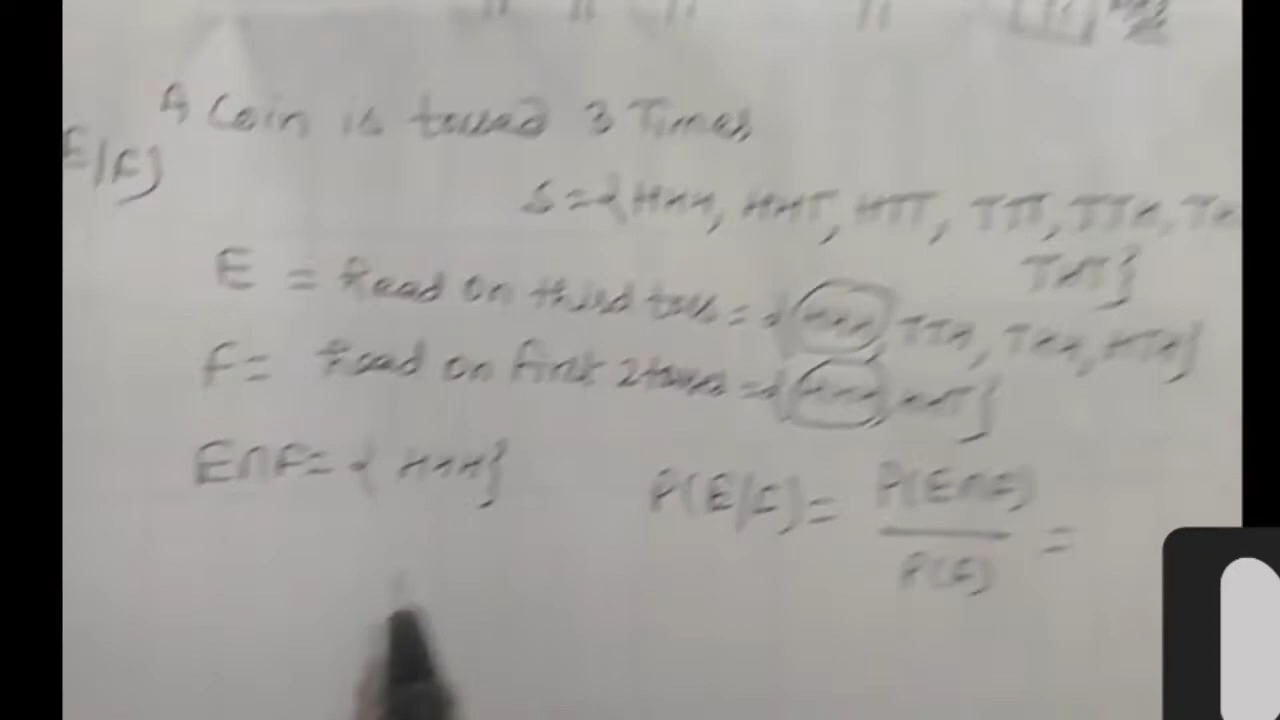 A Coin is tossed 3 Times
E/F)
S={HHH, HHT, HTT, TTT, TTH, TH
THT}
E = Head on third toss = {HHH, TTH, THH, HTH}
F= Head on first 2 tosses={HHH, HHT}
E∩F= { HHH}
P(E/F)= P(E∩F) / P(F) =